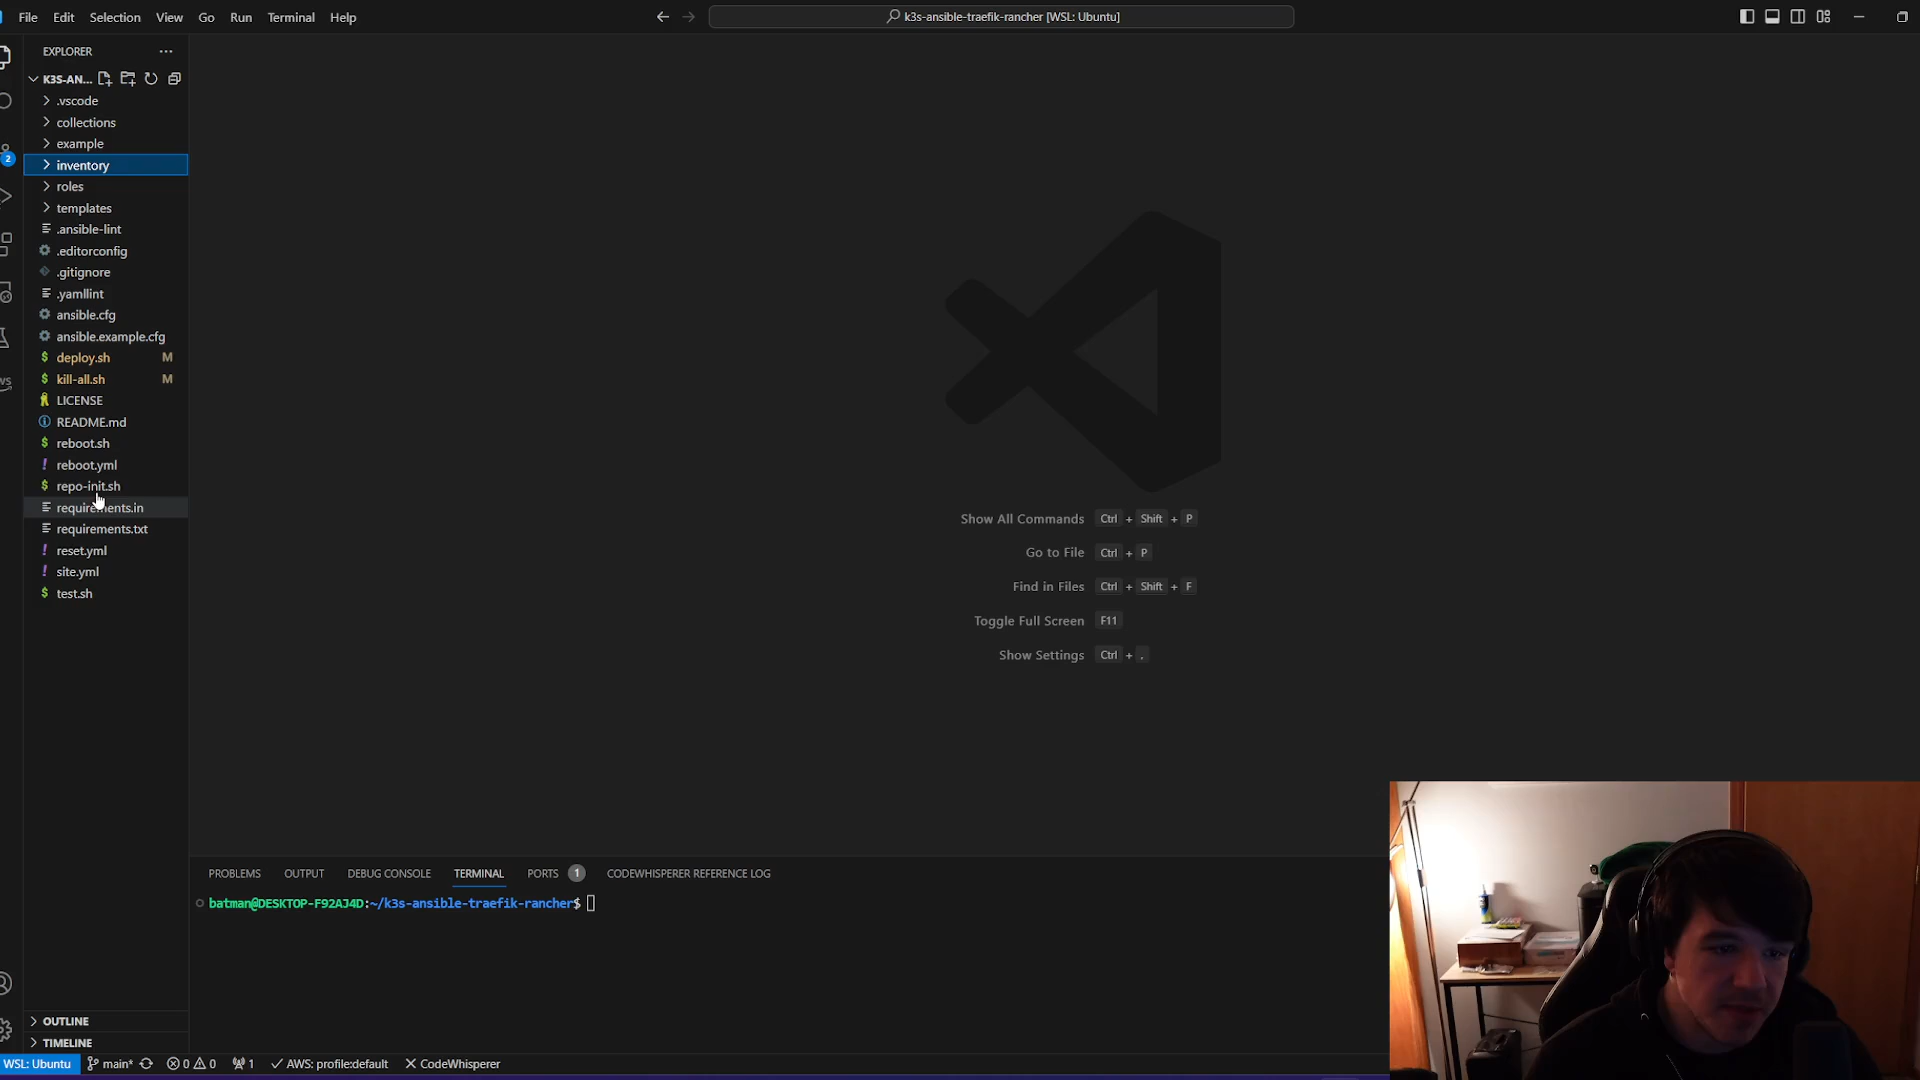 File Edit Selection View Go Run Terminal Help
k3s-ansible-traefik-rancher [WSL: Ubuntu]
EXPLORER
K3S-AN...
.vscode
collections
example
inventory
roles
templates
.ansible-lint
.editorconfig
.gitignore
.yamllint
ansible.cfg
ansible.example.cfg
deploy.sh M
kill-all.sh M
LICENSE
README.md
reboot.sh
reboot.yml
repo-init.sh
requirements.in
requirements.txt
reset.yml
site.yml
test.sh
2
Show All Commands Ctrl + Shift + P
Go to File Ctrl + P
Find in Files Ctrl + Shift + F
Toggle Full Screen F11
Show Settings Ctrl + ,
PROBLEMS OUTPUT DEBUG CONSOLE TERMINAL PORTS 1 CODEWHISPERER REFERENCE LOG
batman@DESKTOP-F92AJ4D:~/k3s-ansible-traefik-rancher$
OUTLINE
TIMELINE
WSL: Ubuntu main* 0 0 1 AWS: profile:default CodeWhisperer